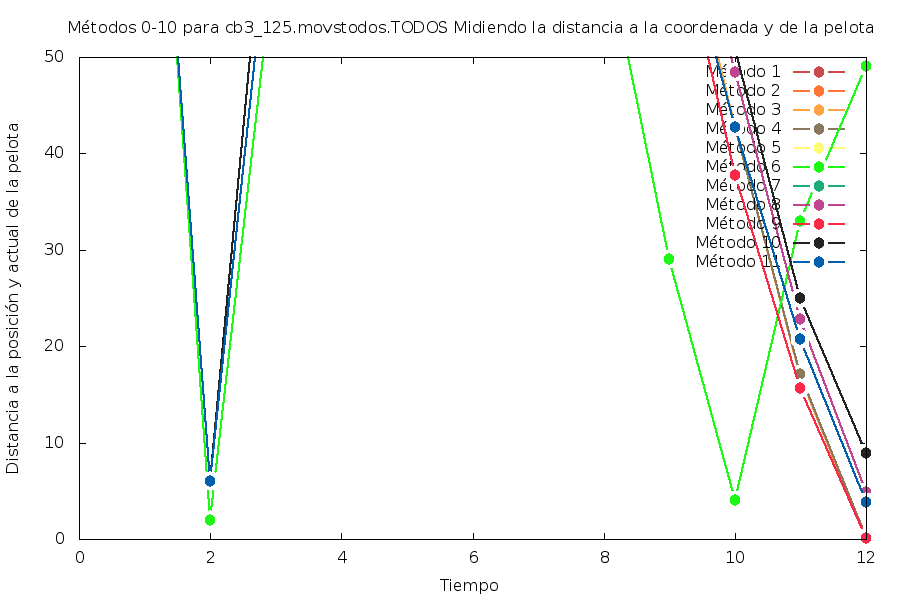 Métodos 0-10 para cb3_125.movstodos.TODOS Midiendo la distancia a la coordenada y de la pelota
Distancia a la posición y actual de la pelota
50
40
30
20
10
0
Método 1
Método 2
Método 3
Método 4
Método 5
Método 6
Método 7
Método 8
Método 9
Método 10
Método 11
0 2 4 6 8 10 12
Tiempo